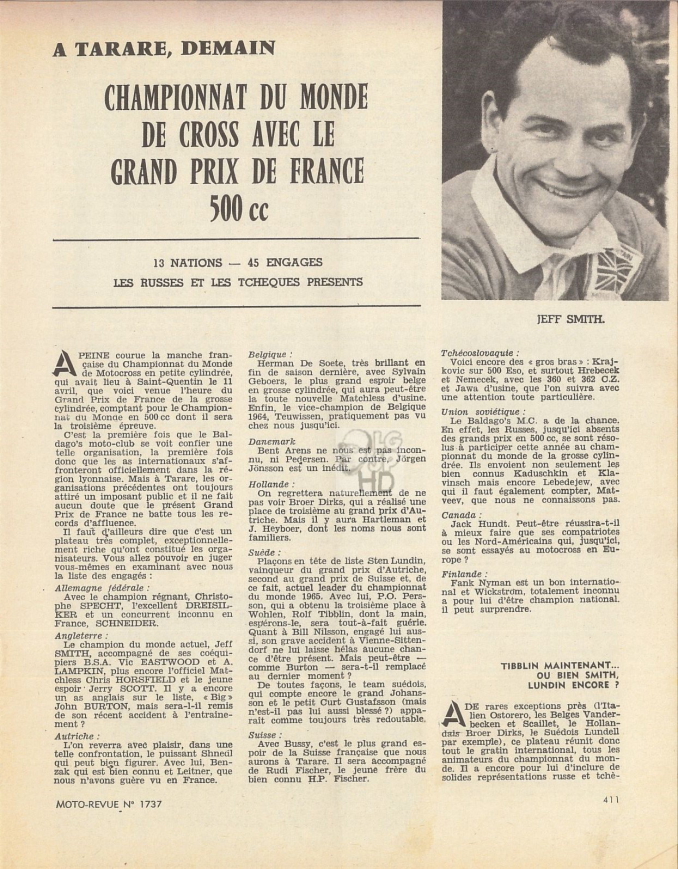 A TARARE, DEMAIN
CHAMPIONNAT DU MONDE
DE CROSS AVEC LE
GRAND PRIX DE FRANCE
500 cc
13 NATIONS — 45 ENGAGES
LES RUSSES ET LES TCHEQUES PRESENTS
JEFF SMITH.
A PEINE courue la manche fran-
çaise du Championnat du Monde
de Motocross en petite cylindrée,
qui avait lieu à Saint-Quentin le 11
avril, que voici venue l'heure du
Grand Prix de France de la grosse
cylindrée, comptant pour le Champion-
nat du Monde en 500 cc dont il sera
la troisième épreuve.
C'est la première fois que le Bal-
dago's moto-club se voit confier une
telle organisation, la première fois
donc que les as internationaux s'af-
fronteront officiellement dans la ré-
gion lyonnaise. Mais à Tarare, les or-
ganisations précédentes ont toujours
attiré un imposant public et il ne fait
aucun doute que le présent Grand
Prix de France ne batte tous les re-
cords d'affluence.
Il faut d'ailleurs dire que c'est un
plateau très complet, exceptionnelle-
ment riche qu'ont constitué les orga-
nisateurs. Vous allez pouvoir en juger
vous-mêmes en examinant avec nous
la liste des engagés :
Allemagne fédérale :
Avec le champion régnant, Christo-
phe SPECHT, l'excellent DREISIL-
KER et un concurrent inconnu en
France, SCHNEIDER.
Angleterre :
Le champion du monde actuel, Jeff
SMITH, accompagné de ses coéqui-
piers B.S.A. Vic EASTWOOD et A.
LAMPKIN, plus encore l'officiel Mat-
chless Chris HORSFIELD et le jeune
espoir Jerry SCOTT. Il y a encore
un as anglais sur la liste, « Big »
John BURTON, mais sera-t-il remis
de son récent accident à l'entraîne-
ment ?
Autriche :
L'on reverra avec plaisir, dans une
telle confrontation, le puissant Shnedl
qui peut bien figurer. Avec lui, Ben-
zak qui est bien connu et Leitner, que
nous n'avons guère vu en France.
Belgique :
Herman De Soete, très brillant en
fin de saison dernière, avec Sylvain
Geboers, le plus grand espoir belge
en grosse cylindrée, qui aura peut-être
la toute nouvelle Matchless d'usine.
Enfin, le vice-champion de Belgique
1964, Teuwissen, pratiquement pas vu
chez nous jusqu'ici.
Danemark
Bent Arens ne nous est pas incon-
nu, ni Pedersen. Par contre, Jörgen
Jönsson est un inédit.
Hollande :
On regrettera naturellement de ne
pas voir Broer Dirks, qui a réalisé une
place de troisième au grand prix d'Au-
triche. Mais il y aura Hartleman et
J. Heyboer, dont les noms nous sont
familiers.
Suède :
Plaçons en tête de liste Sten Lundin,
vainqueur du grand prix d'Autriche,
second au grand prix de Suisse et, de
ce fait, actuel leader du championnat
du monde 1965. Avec lui, P.O. Pers-
son, qui a obtenu la troisième place à
Wohlen, Rolf Tibblin, dont la main,
espérons-le, sera tout-à-fait guérie.
Quant à Bill Nilsson, engagé lui aus-
si, son grave accident à Vienne-Sitten-
dorf ne lui laisse hélas aucune chan-
ce d'être présent. Mais peut-être —
comme Burton — sera-t-il remplacé
au dernier moment ?
De toutes façons, le team suédois,
qui compte encore le grand Johans-
son et le petit Curt Gustafsson (mais
n'est-il pas lui aussi blessé ?) appa-
raît comme toujours très redoutable.
Suisse :
Avec Bussy, c'est le plus grand es-
poir de la Suisse française que nous
aurons à Tarare. Il sera accompagné
de Rudi Fischer, le jeune frère du
bien connu H.P. Fischer.
Tchécoslovaquie :
Voici encore des « gros bras » : Kraj-
kovic sur 500 Eso, et surtout Hrebecek
et Nemecek, avec les 360 et 362 C.Z.
et Jawa d'usine, que l'on suivra avec
une attention toute particulière.
Union soviétique :
Le Baldago's M.C. a de la chance.
En effet, les Russes, jusqu'ici absents
des grands prix en 500 cc, se sont réso-
lus à participer cette année au cham-
pionnat du monde de la grosse cylin-
drée. Ils envoient non seulement les
bien connu Kaduschkin et Kla-
vinsch mais encore Lebedejew, avec
qui il faut également compter, Mat-
veev, que nous ne connaissons pas.
Canada :
Jack Hundt. Peut-être réussira-t-il
à mieux faire que ses compatriotes
ou les Nord-Américains qui, jusqu'ici,
se sont essayés au motocross en Eu-
rope ?
Finlande :
Fank Nyman est un bon internatio-
nal et Wickström, totalement inconnu
a pour lui d'être champion national.
il peut surprendre.
TIBBLIN MAINTENANT...
OU BIEN SMITH,
LUNDIN ENCORE ?
A DE rares exceptions près (l'Ita-
lien Ostorero, les Belges Vander-
becken et Scaillet, le Hollan-
dais Broer Dirks, le Suédois Lundell
par exemple), ce plateau réunit donc
tout le gratin international, tous les
animateurs du championnat du mon-
de. Il a encore pour lui d'inclure de
solides représentations russe et tchè-
MOTO-REVUE N° 1737
411